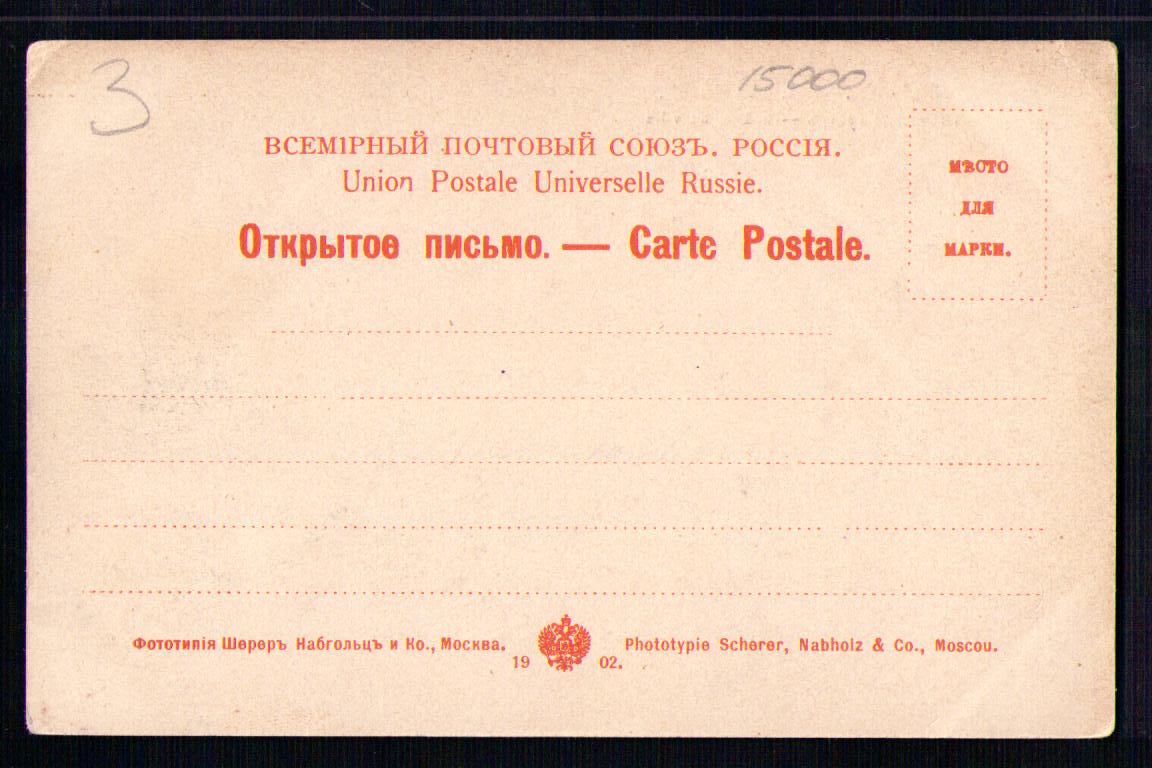 3
15000
ВСЕМІРНЫЙ ПОЧТОВЫЙ СОЮЗЪ. РОССІЯ.
Union Postale Universelle Russie.
Открытое письмо. — Carte Postale.
МѢСТО
ДЛЯ
МАРКИ.
Фототипія Шереръ Набгольцъ и Ко., Москва.
1902.
Phototypie Scherer, Nabholz & Co., Moscou.